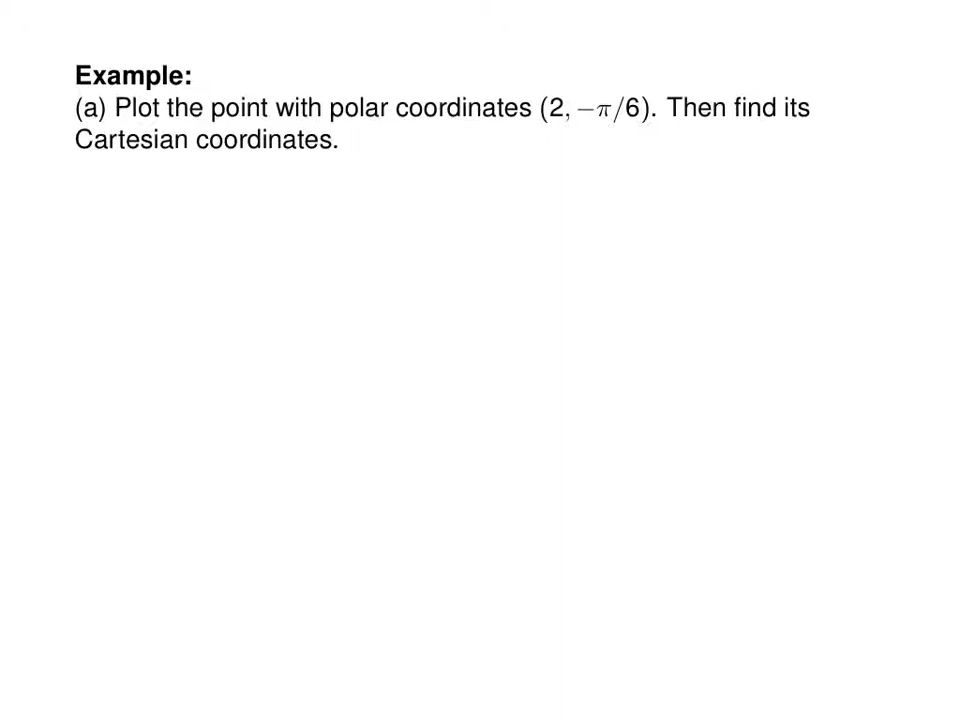 Example:
(a) Plot the point with polar coordinates (2, −π/6). Then find its
Cartesian coordinates.